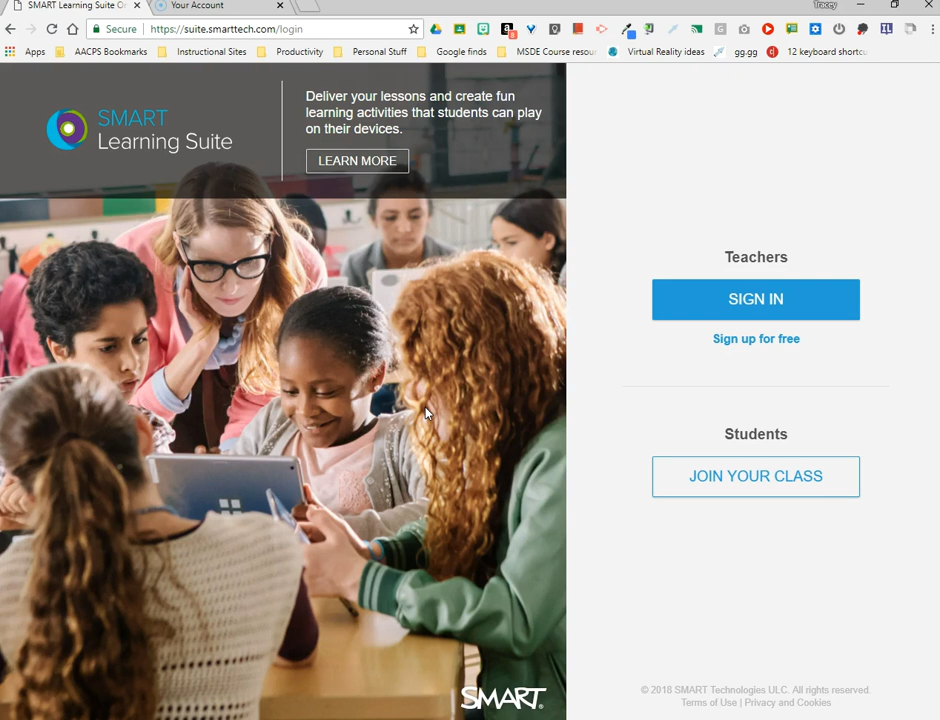 SMART Learning Suite O
Your Account
Tracey
Secure
https://suite.smarttech.com/login
Apps
AACPS Bookmarks
Instructional Sites
Productivity
Personal Stuff
Google finds
MSDE Course resou
Virtual Reality ideas
gg.gg
12 keyboard shortcu
SMART
Learning Suite
Deliver your lessons and create fun
learning activities that students can play
on their devices.
LEARN MORE
Teachers
SIGN IN
Sign up for free
Students
JOIN YOUR CLASS
SMART
© 2018 SMART Technologies ULC. All rights reserved.
Terms of Use | Privacy and Cookies